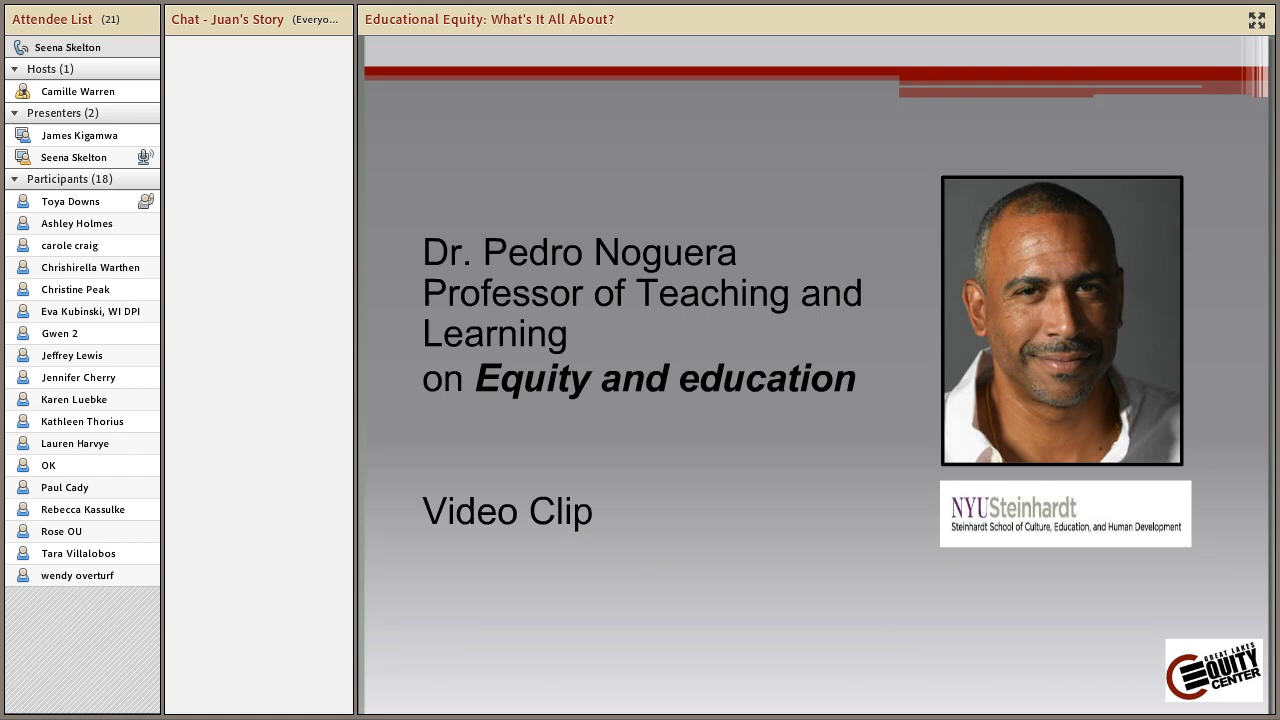 Attendee List (21)
Seena Skelton
Hosts (1)
Camille Warren
Presenters (2)
James Kigamwa
Seena Skelton
Participants (18)
Toya Downs
Ashley Holmes
carole craig
Chrishirella Warthen
Christine Peak
Eva Kubinski, WI DPI
Gwen 2
Jeffrey Lewis
Jennifer Cherry
Karen Luebke
Kathleen Thorius
Lauren Harvye
OK
Paul Cady
Rebecca Kassulke
Rose OU
Tara Villalobos
wendy overturf
Chat - Juan's Story (Everyo...
Educational Equity: What's It All About?
Dr. Pedro Noguera
Professor of Teaching and
Learning
on Equity and education
Video Clip
NYUSteinhardt
Steinhardt School of Culture, Education, and Human Development
GREAT LAKES
EQUITY
CENTER